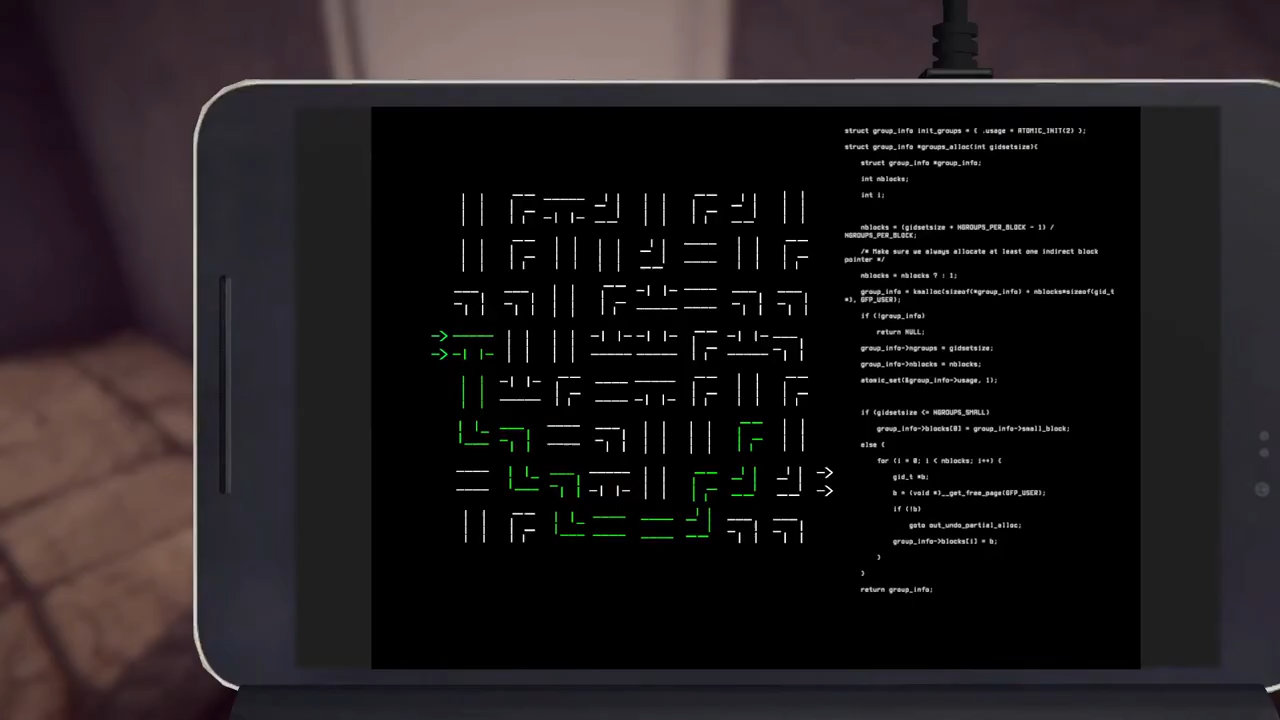 struct group_info init_groups = { .usage = ATOMIC_INIT(2) };
struct group_info *groups_alloc(int gidsetsize){
struct group_info *group_info;
int nblocks;
int i;
nblocks = (gidsetsize + NGROUPS_PER_BLOCK - 1) /
NGROUPS_PER_BLOCK;
/* Make sure we always allocate at least one indirect block
pointer */
nblocks = nblocks ? : 1;
group_info = kmalloc(sizeof(*group_info) + nblocks*sizeof(gid_t
*), GFP_USER);
if (!group_info)
return NULL;
group_info->ngroups = gidsetsize;
group_info->nblocks = nblocks;
atomic_set(&group_info->usage, 1);
if (gidsetsize <= NGROUPS_SMALL)
group_info->blocks[0] = group_info->small_block;
else {
for (i = 0; i < nblocks; i++) {
gid_t *b;
b = (void *)__get_free_page(GFP_USER);
if (!b)
goto out_undo_partial_alloc;
group_info->blocks[i] = b;
}
}
return group_info;